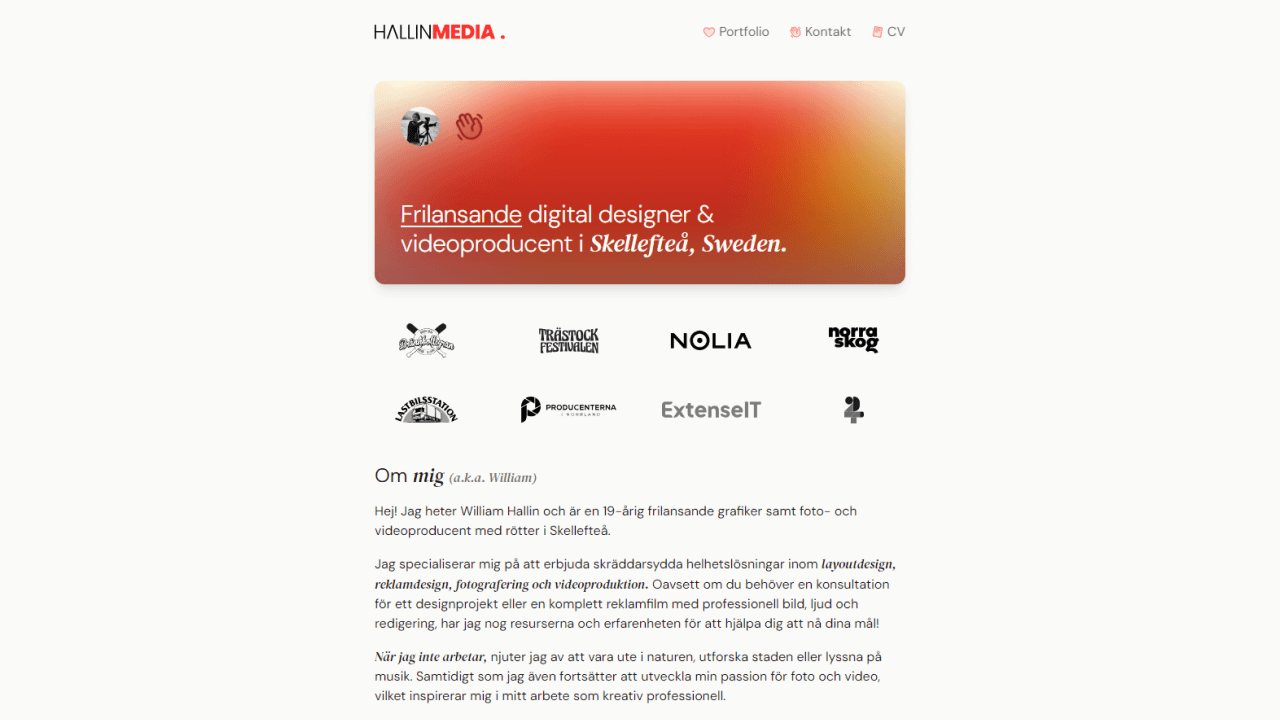 HALLINMEDIA .
Portfolio
Kontakt
CV
Frilansande digital designer &
videoproducent i Skellefteå, Sweden.
TRÄSTOCK
FESTIVALEN
NOLIA
norra
skog
LASTBILSSTATION
PRODUCENTERNA
I NORRLAND
ExtenseIT
Om mig (a.k.a. William)
Hej! Jag heter William Hallin och är en 19-årig frilansande grafiker samt foto- och
videoproducent med rötter i Skellefteå.
Jag specialiserar mig på att erbjuda skräddarsydda helhetslösningar inom layoutdesign,
reklamdesign, fotografering och videoproduktion. Oavsett om du behöver en konsultation
för ett designprojekt eller en komplett reklamfilm med professionell bild, ljud och
redigering, har jag nog resurserna och erfarenheten för att hjälpa dig att nå dina mål!
När jag inte arbetar, njuter jag av att vara ute i naturen, utforska staden eller lyssna på
musik. Samtidigt som jag även fortsätter att utveckla min passion för foto och video,
vilket inspirerar mig i mitt arbete som kreativ professionell.